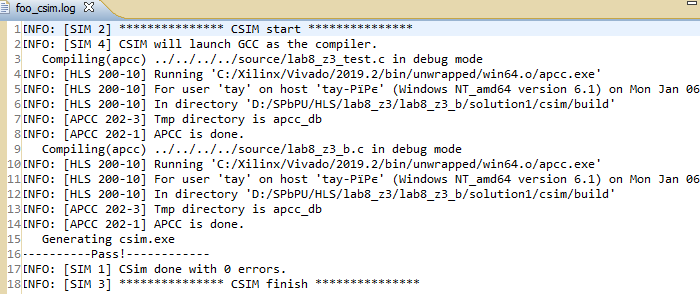 foo_csim.log
1 INFO: [SIM 2] *************** CSIM start ***************
2 INFO: [SIM 4] CSIM will launch GCC as the compiler.
3 Compiling(apcc) ../../../../source/lab8_z3_test.c in debug mode
4 INFO: [HLS 200-10] Running 'C:/Xilinx/Vivado/2019.2/bin/unwrapped/win64.o/apcc.exe'
5 INFO: [HLS 200-10] For user 'tay' on host 'tay-РїРє' (Windows NT_amd64 version 6.1) on Mon Jan 06
6 INFO: [HLS 200-10] In directory 'D:/SPbPU/HLS/lab8_z3/lab8_z3_b/solution1/csim/build'
7 INFO: [APCC 202-3] Tmp directory is apcc_db
8 INFO: [APCC 202-1] APCC is done.
9 Compiling(apcc) ../../../../source/lab8_z3_b.c in debug mode
10 INFO: [HLS 200-10] Running 'C:/Xilinx/Vivado/2019.2/bin/unwrapped/win64.o/apcc.exe'
11 INFO: [HLS 200-10] For user 'tay' on host 'tay-РїРє' (Windows NT_amd64 version 6.1) on Mon Jan 06
12 INFO: [HLS 200-10] In directory 'D:/SPbPU/HLS/lab8_z3/lab8_z3_b/solution1/csim/build'
13 INFO: [APCC 202-3] Tmp directory is apcc_db
14 INFO: [APCC 202-1] APCC is done.
15 Generating csim.exe
16 ----------Pass!------------
17 INFO: [SIM 1] CSim done with 0 errors.
18 INFO: [SIM 3] *************** CSIM finish ***************